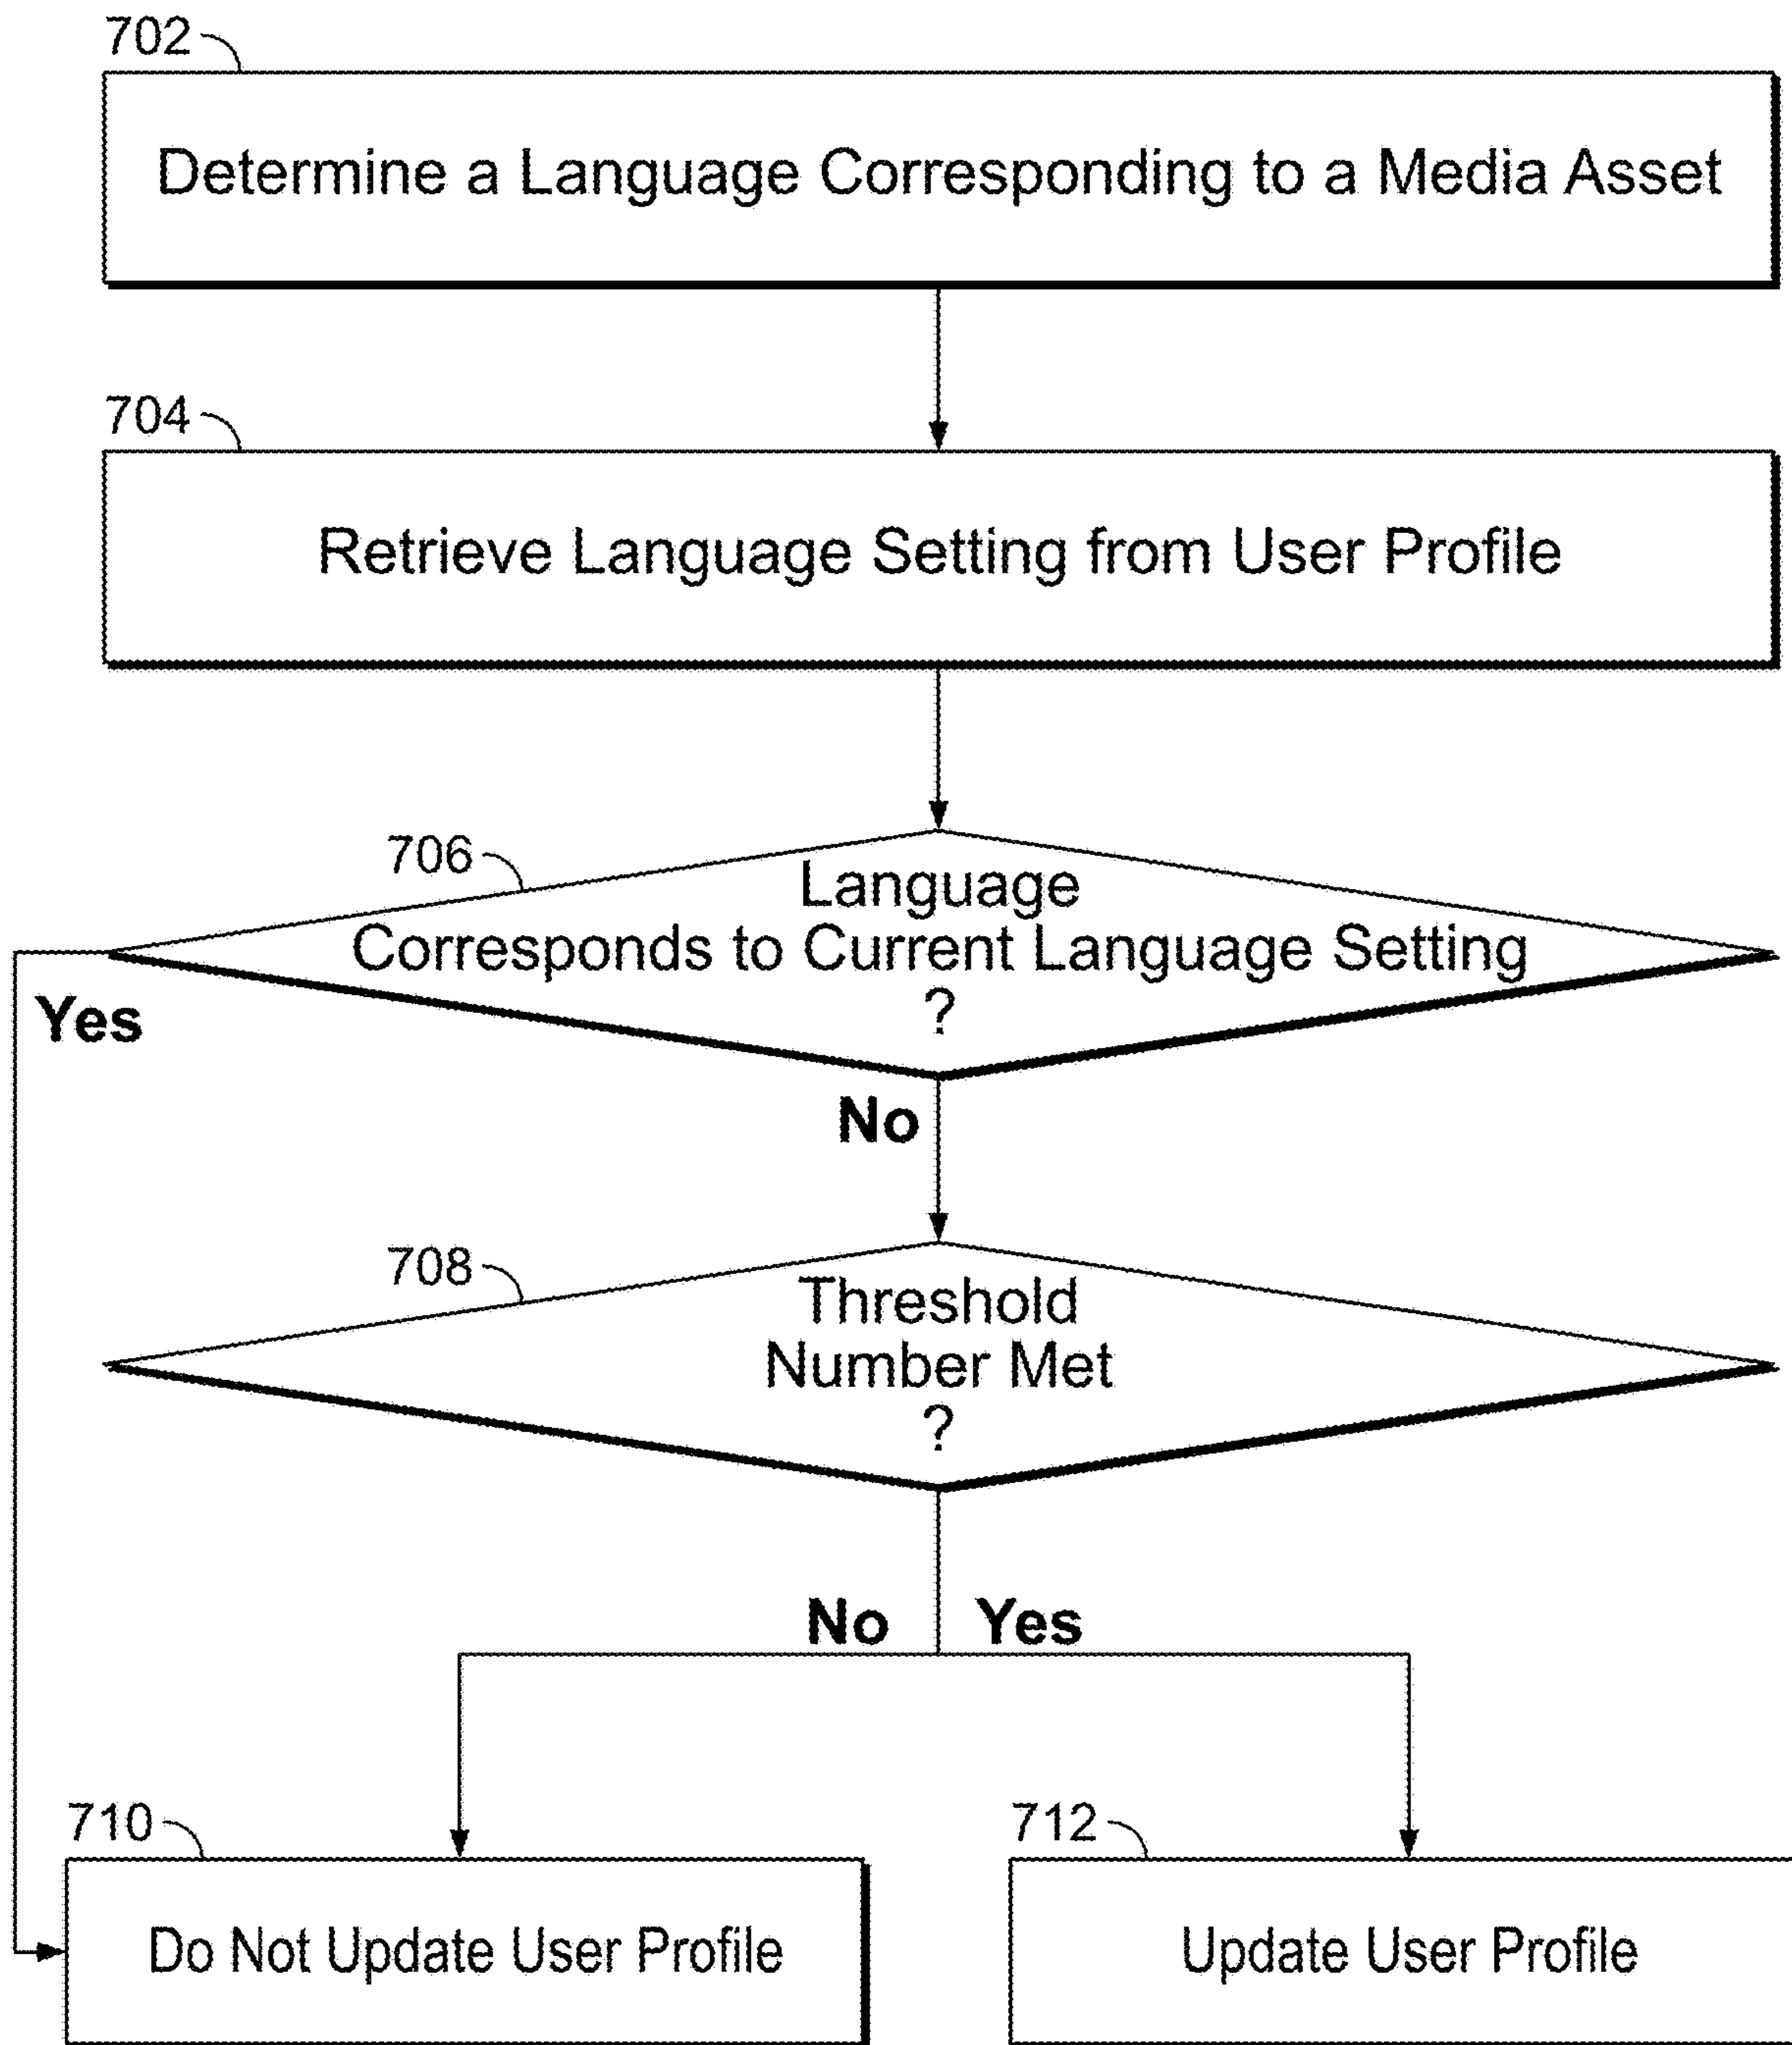 702
Determine a Language Corresponding to a Media Asset
704
Retrieve Language Setting from User Profile
706
Language
Corresponds to Current Language Setting
?
Yes
No
708
Threshold
Number Met
?
No Yes
710
Do Not Update User Profile
712
Update User Profile